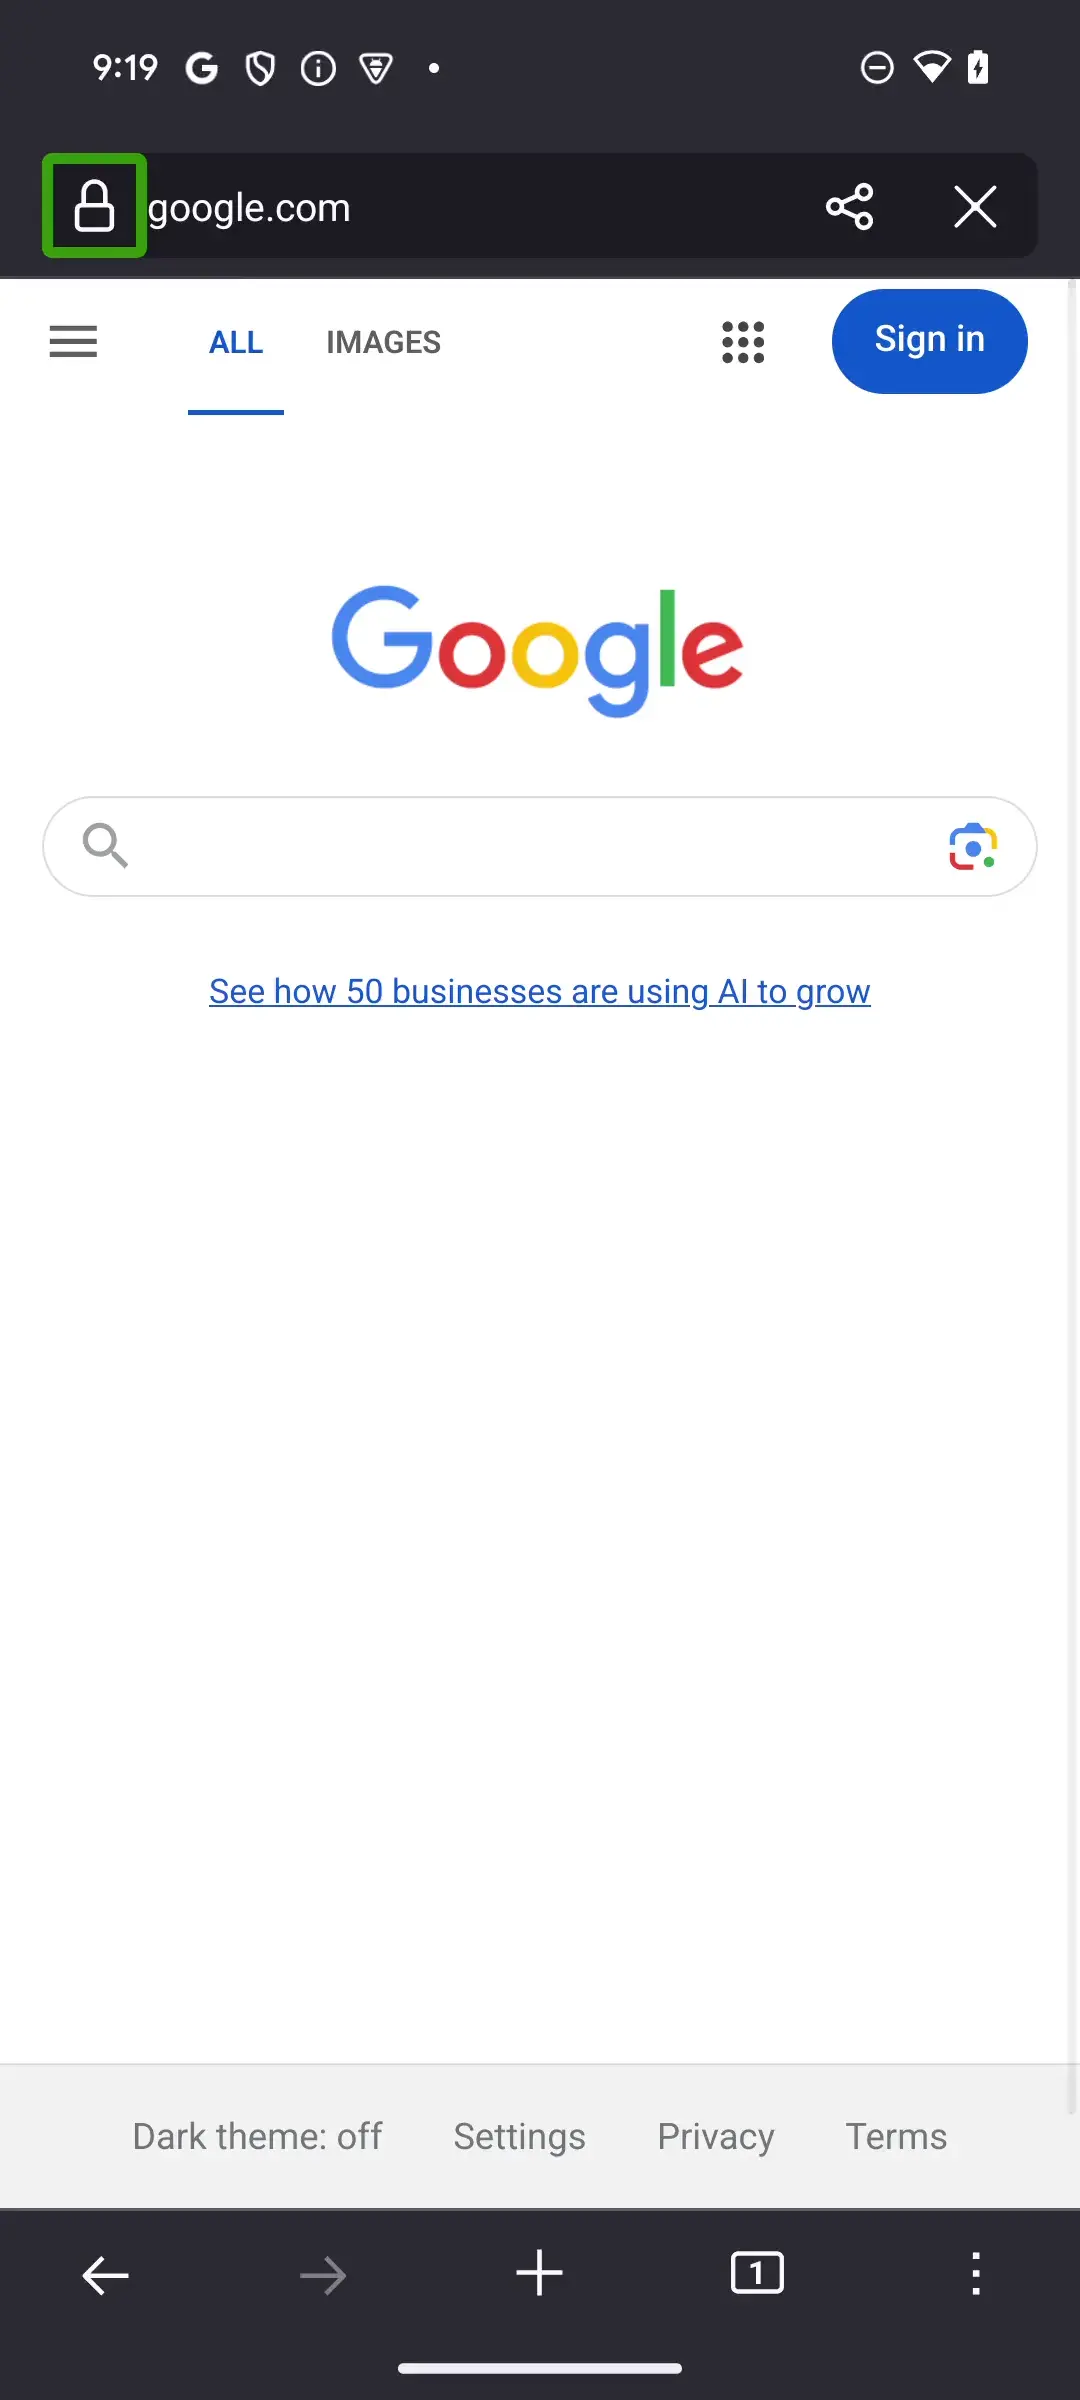 9:19
google.com
ALL IMAGES Sign in
Google
See how 50 businesses are using AI to grow
Dark theme: off Settings Privacy Terms
1